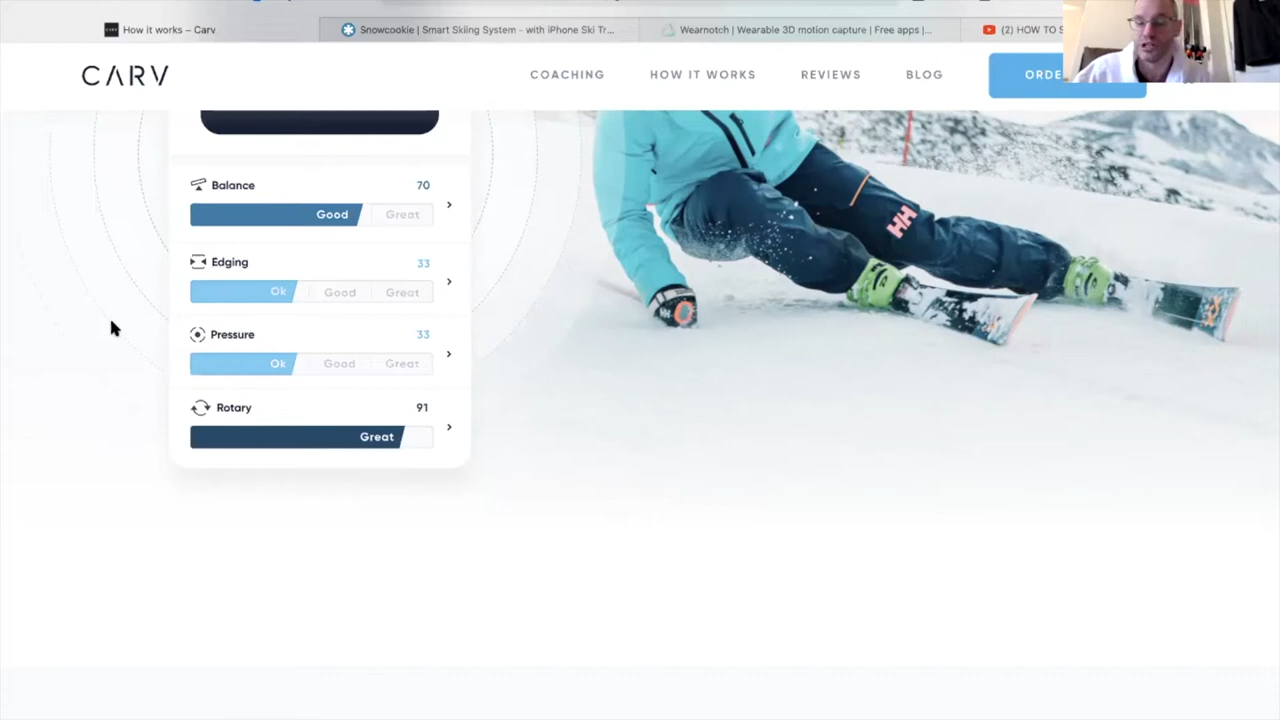 How it works – Carv
Snowcookie | Smart Skiing System - with iPhone Ski Tr...
Wearnotch | Wearable 3D motion capture | Free apps |...
(2) HOW TO S
CARV
COACHING
HOW IT WORKS
REVIEWS
BLOG
ORDE
Balance 70
Good Great
Edging 33
Ok Good Great
Pressure 33
Ok Good Great
Rotary 91
Great
HH